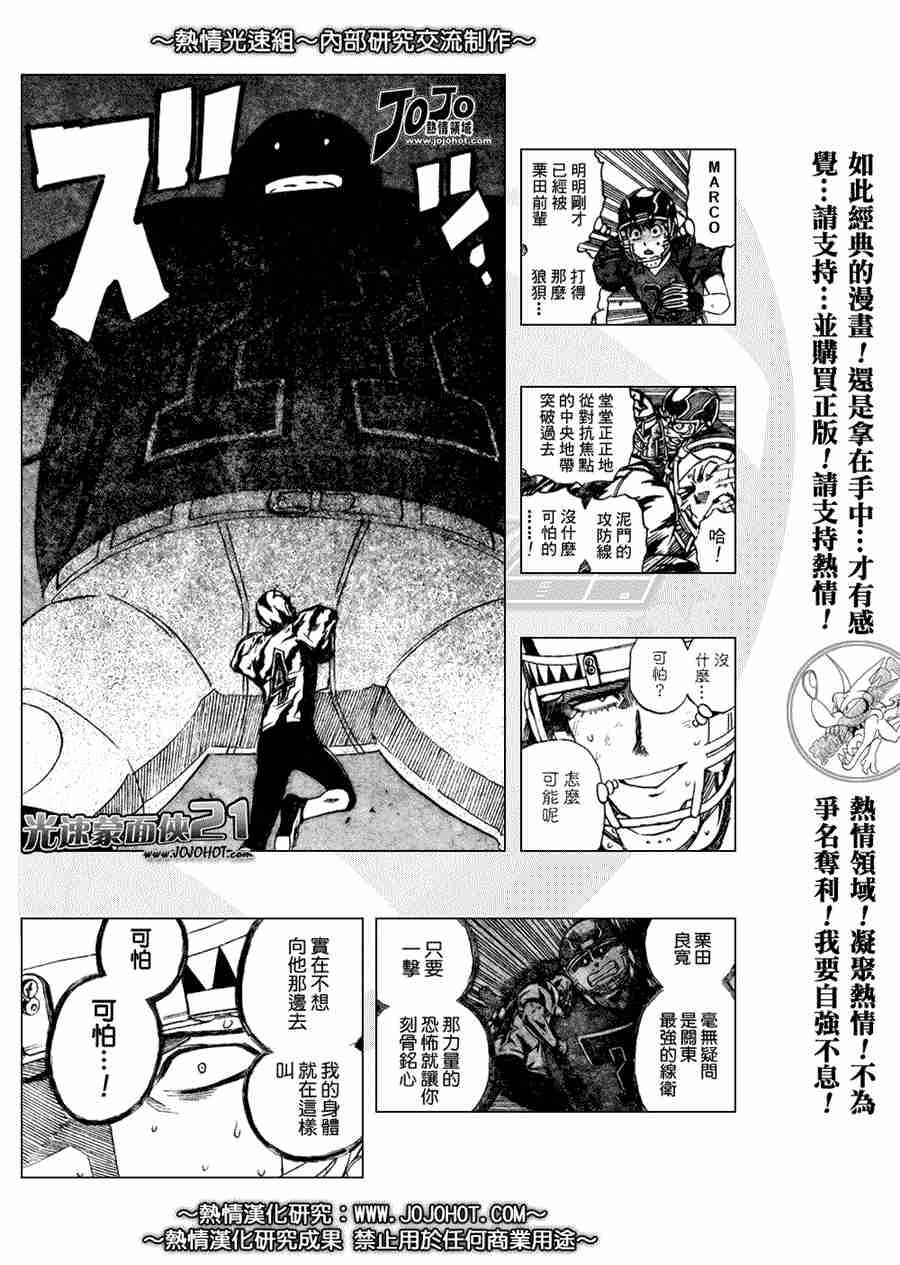 ～熱情光速組～內部研究交流制作～
JOJO
熱情領域
www.jojohot.com
MARCO
明明剛才
已經被
栗田前輩
打得
那麼
狼狽…
堂堂正正地
從對抗焦點
的中央地帶
突破過去
哈！
泥門的
攻防線
沒什麼
可怕的
……！
沒
什麼…
可怕？
怎麼
可能呢
ズズ
光速蒙面俠21
www.JOJOHOT.com
栗田
良寬
毫無疑問
是關東
最強的線衛
只要
一擊
那力量的
恐怖就讓你
刻骨銘心
實在不想
向他那邊去
我的身體
就在這樣
叫
可怕
可怕…！
如此經典的漫畫！還是拿在手中…才有感
覺…請支持…並購買正版！請支持熱情！
熱情領域！凝聚熱情！不為
爭名奪利！我要自強不息！
～熱情漢化研究：WWW.JOJOHOT.COM～
～熱情漢化研究成果 禁止用於任何商業用途～